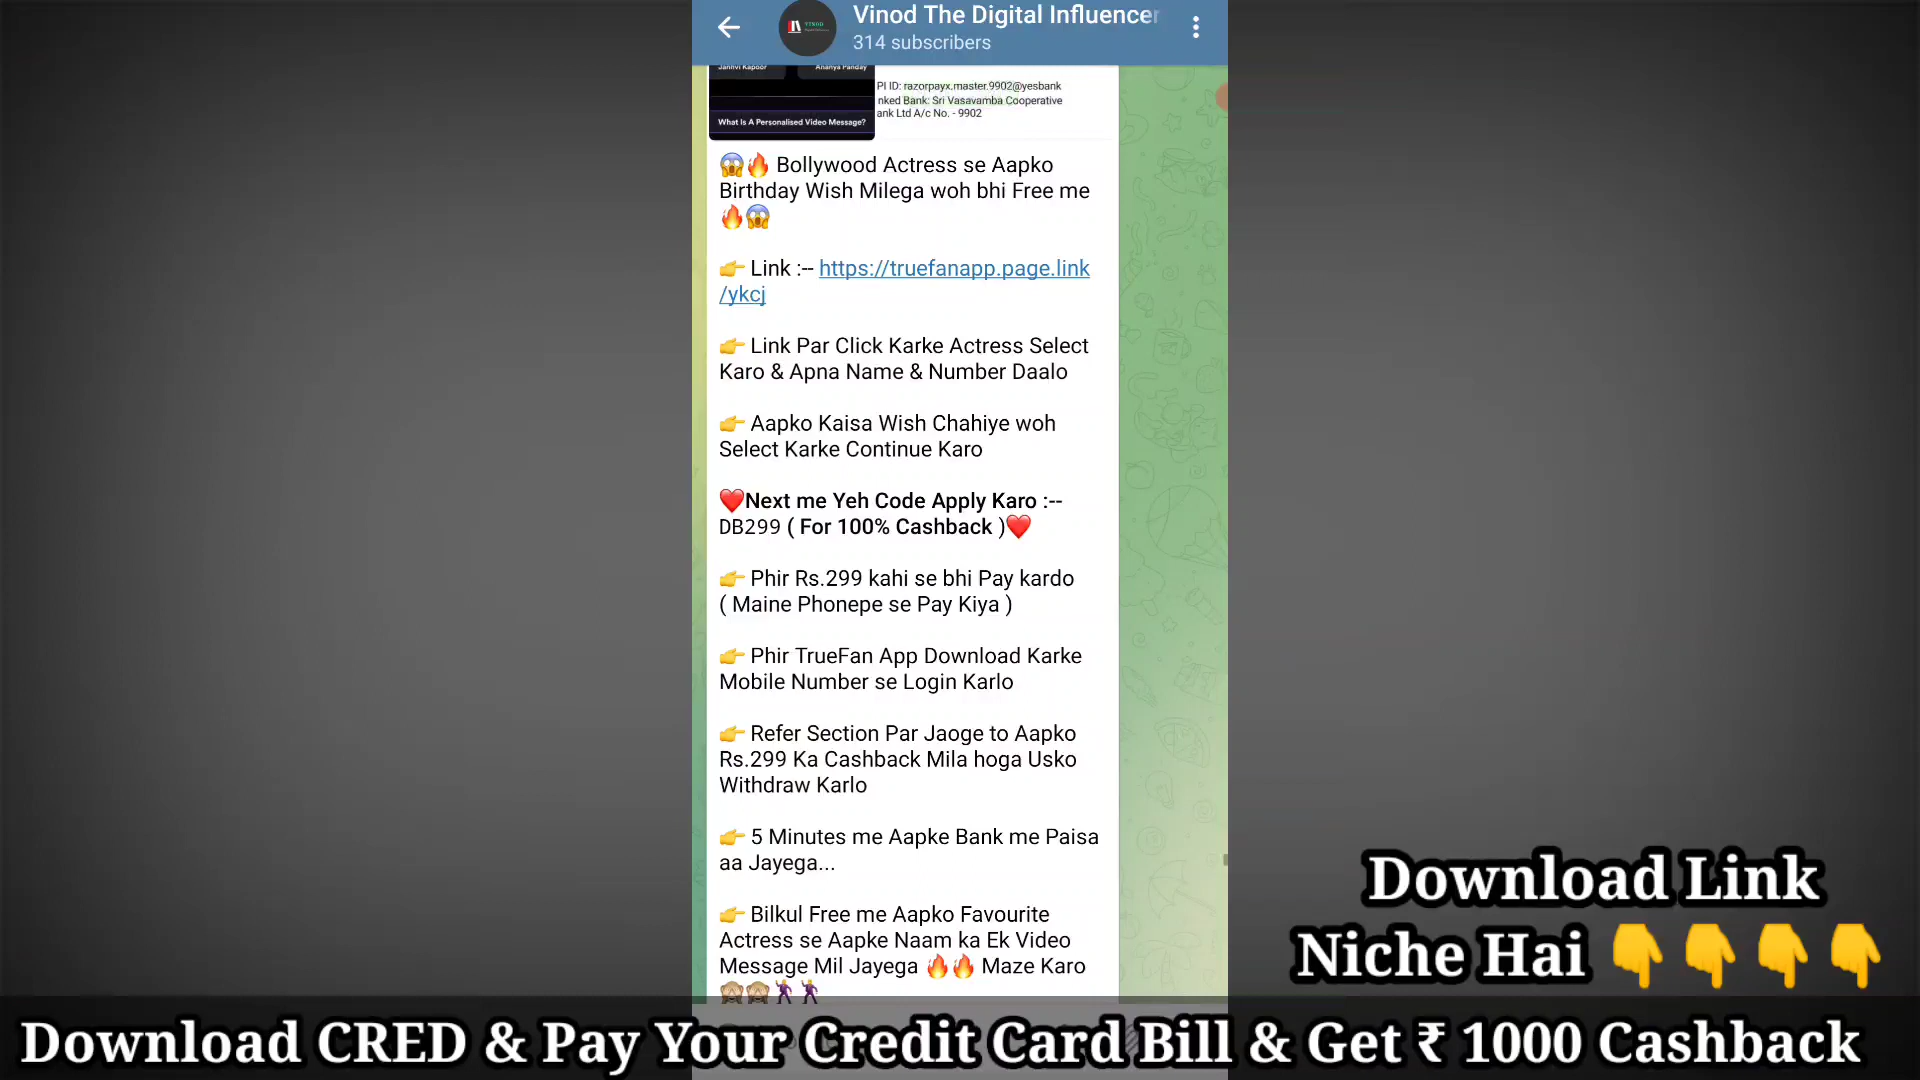 Vinod The Digital Influencer
314 subscribers
VINOD
Janhvi Kapoor
Ananya Panday
What Is A Personalised Video Message?
PI ID: razorpayx.master.9902@yesbank
nked Bank: Sri Vasavamba Cooperative
ank Ltd A/c No. - 9902
😱🔥 Bollywood Actress se Aapko
Birthday Wish Milega woh bhi Free me
🔥😱
👉 Link :-- https://truefanapp.page.link
/ykcj
👉 Link Par Click Karke Actress Select
Karo & Apna Name & Number Daalo
👉 Aapko Kaisa Wish Chahiye woh
Select Karke Continue Karo
❤️Next me Yeh Code Apply Karo :--
DB299 ( For 100% Cashback )❤️
👉 Phir Rs.299 kahi se bhi Pay kardo
( Maine Phonepe se Pay Kiya )
👉 Phir TrueFan App Download Karke
Mobile Number se Login Karlo
👉 Refer Section Par Jaoge to Aapko
Rs.299 Ka Cashback Mila hoga Usko
Withdraw Karlo
👉 5 Minutes me Aapke Bank me Paisa
aa Jayega...
👉 Bilkul Free me Aapko Favourite
Actress se Aapke Naam ka Ek Video
Message Mil Jayega 🔥🔥 Maze Karo
🙈🙈🕺🕺
Download Link
Niche Hai 👇👇👇👇
Download CRED & Pay Your Credit Card Bill & Get ₹ 1000 Cashback